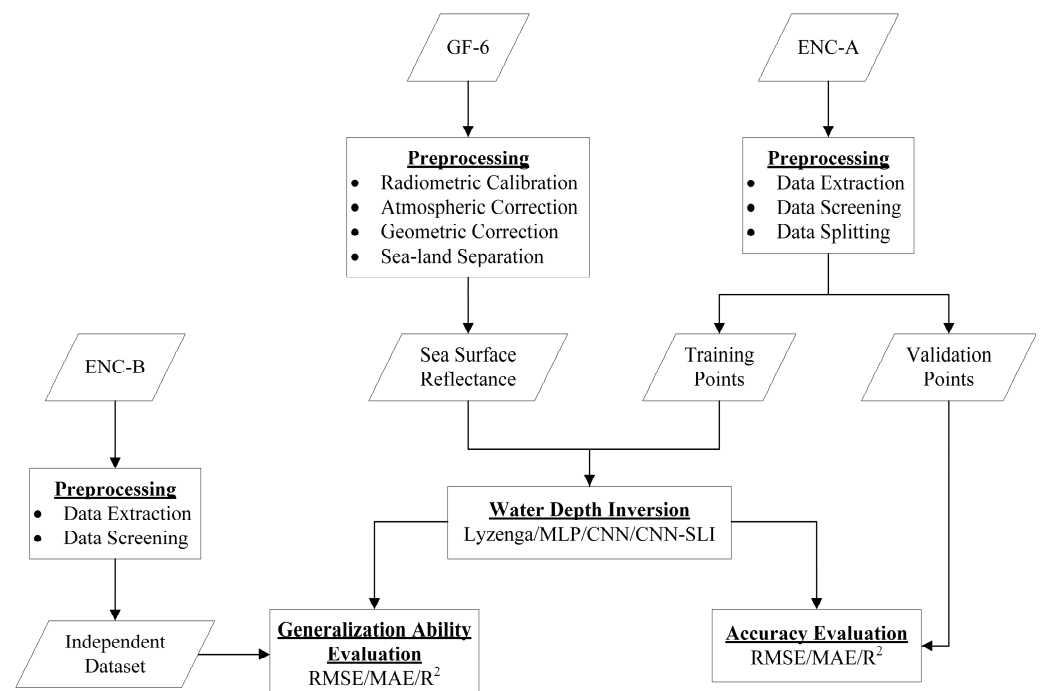 GF-6
ENC-A
Preprocessing
• Radiometric Calibration
• Atmospheric Correction
• Geometric Correction
• Sea-land Separation
Preprocessing
• Data Extraction
• Data Screening
• Data Splitting
ENC-B
Sea Surface
Reflectance
Training
Points
Validation
Points
Preprocessing
• Data Extraction
• Data Screening
Water Depth Inversion
Lyzenga/MLP/CNN/CNN-SLI
Independent
Dataset
Generalization Ability
Evaluation
RMSE/MAE/R²
Accuracy Evaluation
RMSE/MAE/R²